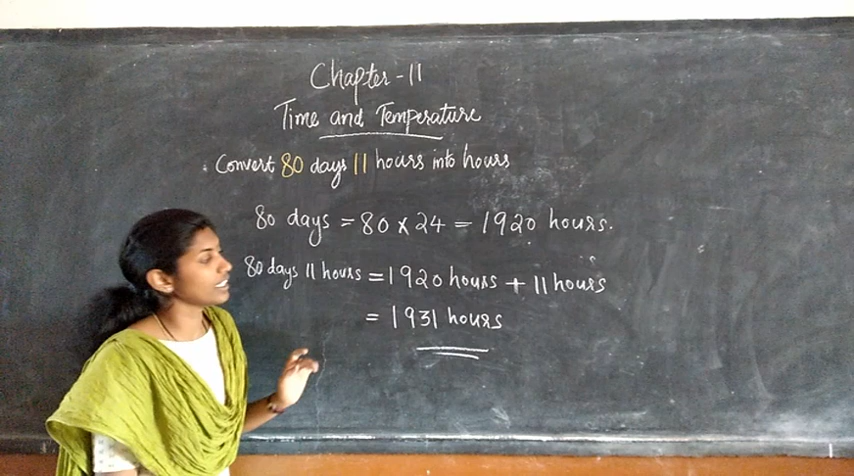 Chapter - 11
Time and Temperature
Convert 80 days 11 hours into hours
80 days = 80 × 24 = 1920 hours.
80 days 11 hours = 1920 hours + 11 hours
= 1931 hours